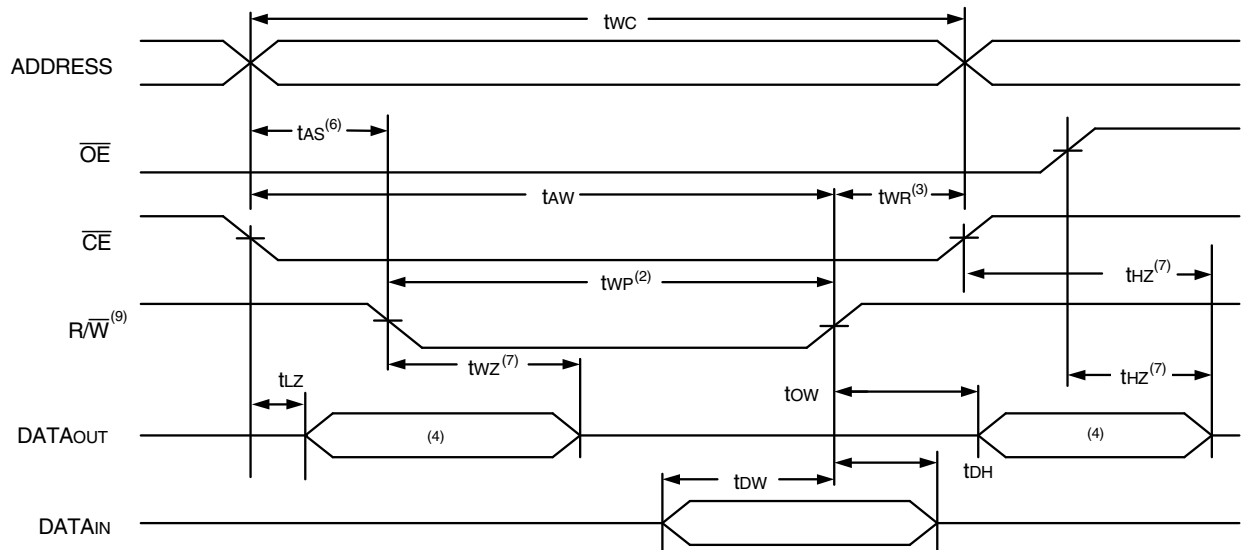 tWC
ADDRESS
tAS(6)
OE
tAW
tWR(3)
CE
tWP(2)
tHZ(7)
R/W(9)
tWZ(7)
tHZ(7)
tLZ
tOW
DATAOUT
(4)
(4)
tDW
tDH
DATAIN